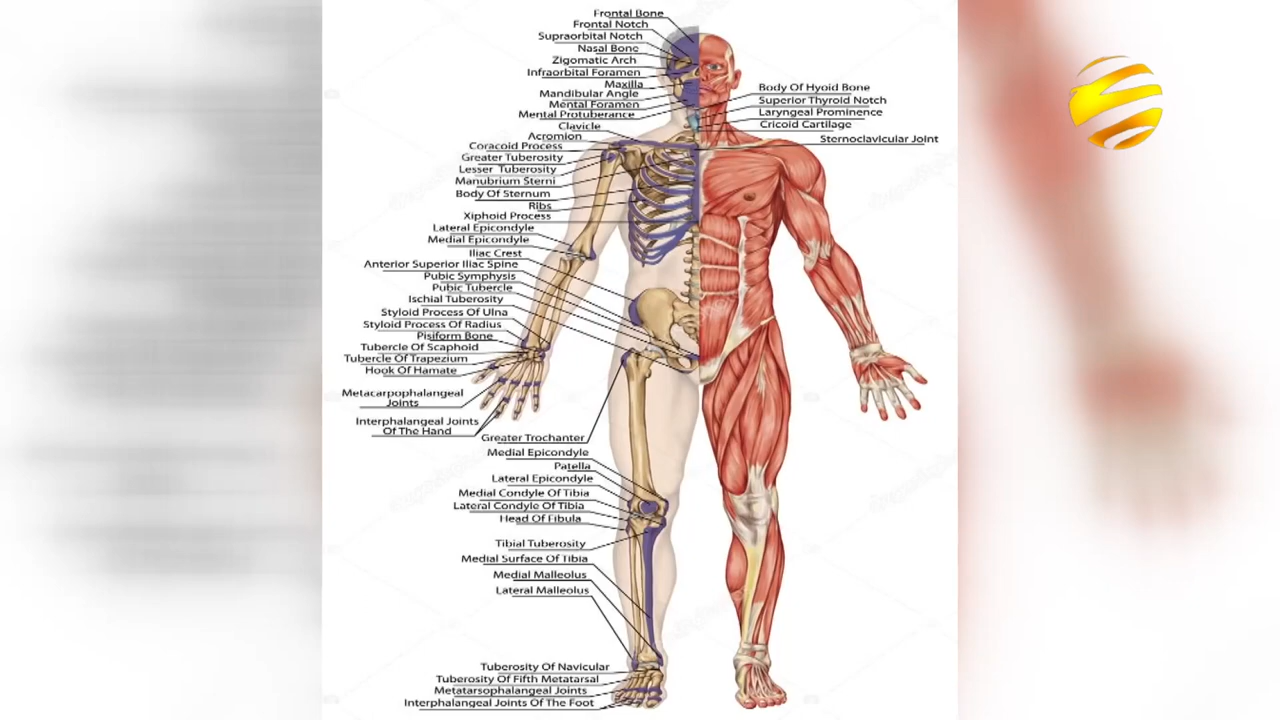 Frontal Bone
Frontal Notch
Supraorbital Notch
Nasal Bone
Zigomatic Arch
Infraorbital Foramen
Maxilla
Mandibular Angle
Mental Foramen
Mental Protuberance
Clavicle
Acromion
Coracoid Process
Greater Tuberosity
Lesser Tuberosity
Manubrium Sterni
Body Of Sternum
Ribs
Xiphoid Process
Lateral Epicondyle
Medial Epicondyle
Iliac Crest
Anterior Superior Iliac Spine
Pubic Symphysis
Pubic Tubercle
Ischial Tuberosity
Styloid Process Of Ulna
Styloid Process Of Radius
Pisiform Bone
Tubercle Of Scaphoid
Tubercle Of Trapezium
Hook Of Hamate
Metacarpophalangeal
Joints
Interphalangeal Joints
Of The Hand
Greater Trochanter
Medial Epicondyle
Patella
Lateral Epicondyle
Medial Condyle Of Tibia
Lateral Condyle Of Tibia
Head Of Fibula
Tibial Tuberosity
Medial Surface Of Tibia
Medial Malleolus
Lateral Malleolus
Tuberosity Of Navicular
Tuberosity Of Fifth Metatarsal
Metatarsophalangeal Joints
Interphalangeal Joints Of The Foot
Body Of Hyoid Bone
Superior Thyroid Notch
Laryngeal Prominence
Cricoid Cartilage
Sternoclavicular Joint